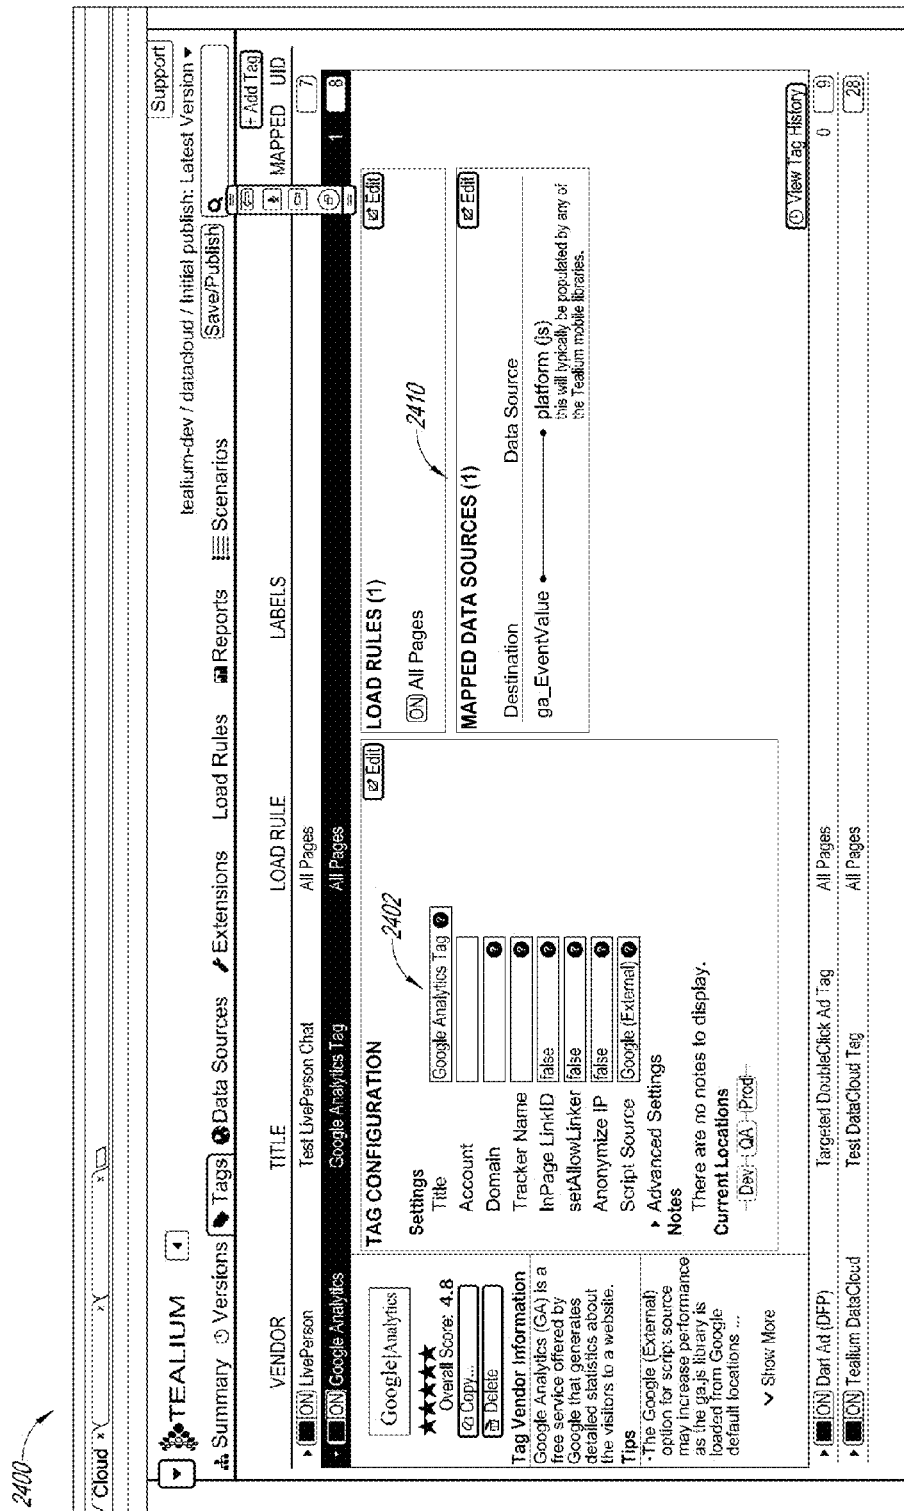 2400
Cloud
TEALIUM
Support
tealium-dev / datacloud / Initial publish: Latest Version
Summary Versions Tags Data Sources Extensions Load Rules Reports Scenarios Save/Publish
+ Add Tag
VENDOR TITLE LOAD RULE LABELS MAPPED UID
ON LivePerson Test LivePerson Chat All Pages 7
ON Google Analytics Google Analytics Tag All Pages 1 8
Google Analytics
★★★★★
Overall Score: 4.8
Copy...
Delete
Tag Vendor Information
Google Analytics (GA) is a
free service offered by
Google that generates
detailed statistics about
the visitors to a website.
Tips
·The Google (External)
option for script source
may increase performance
as the ga.js library is
loaded from Google
default locations ...
Show More
TAG CONFIGURATION
Edit
2402
Settings
Title Google Analytics Tag ?
Account
Domain ?
Tracker Name ?
InPage LinkID false ?
setAllowLinker false ?
Anonymize IP false ?
Script Source Google (External) ?
Advanced Settings
Notes
There are no notes to display.
Current Locations
Dev QA Prod
LOAD RULES (1)
Edit
ON All Pages
2410
MAPPED DATA SOURCES (1)
Edit
Destination Data Source
ga_EventValue platform (js)
this will typically be populated by any of
the Tealium mobile libraries.
View Tag History
ON Dart Ad (DFP) Targeted DoubleClick Ad Tag All Pages 0 9
ON Tealium DataCloud Test DataCloud Tag All Pages 28